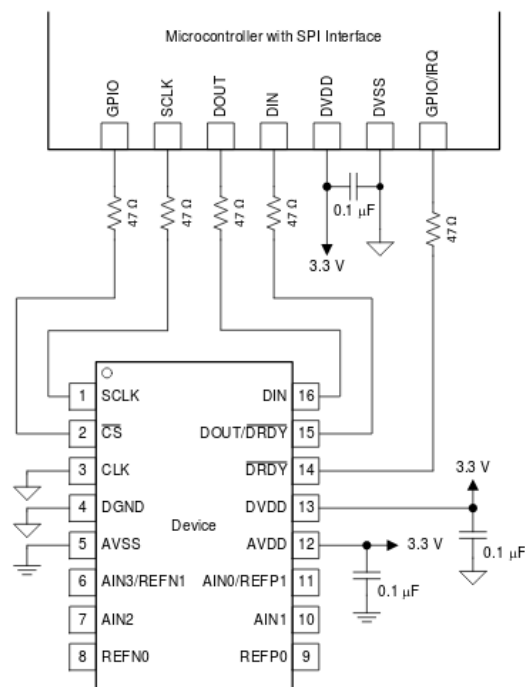 Microcontroller with SPI Interface
GPIO
SCLK
DOUT
DIN
DVDD
DVSS
GPIO/IRQ
47 Ω
47 Ω
47 Ω
47 Ω
0.1 μF
47 Ω
3.3 V
1 SCLK DIN 16
2 CS DOUT/DRDY 15
3 CLK DRDY 14
3.3 V
4 DGND DVDD 13
Device
5 AVSS AVDD 12
3.3 V
0.1 μF
6 AIN3/REFN1 AIN0/REFP1 11
0.1 μF
7 AIN2 AIN1 10
8 REFN0 REFP0 9